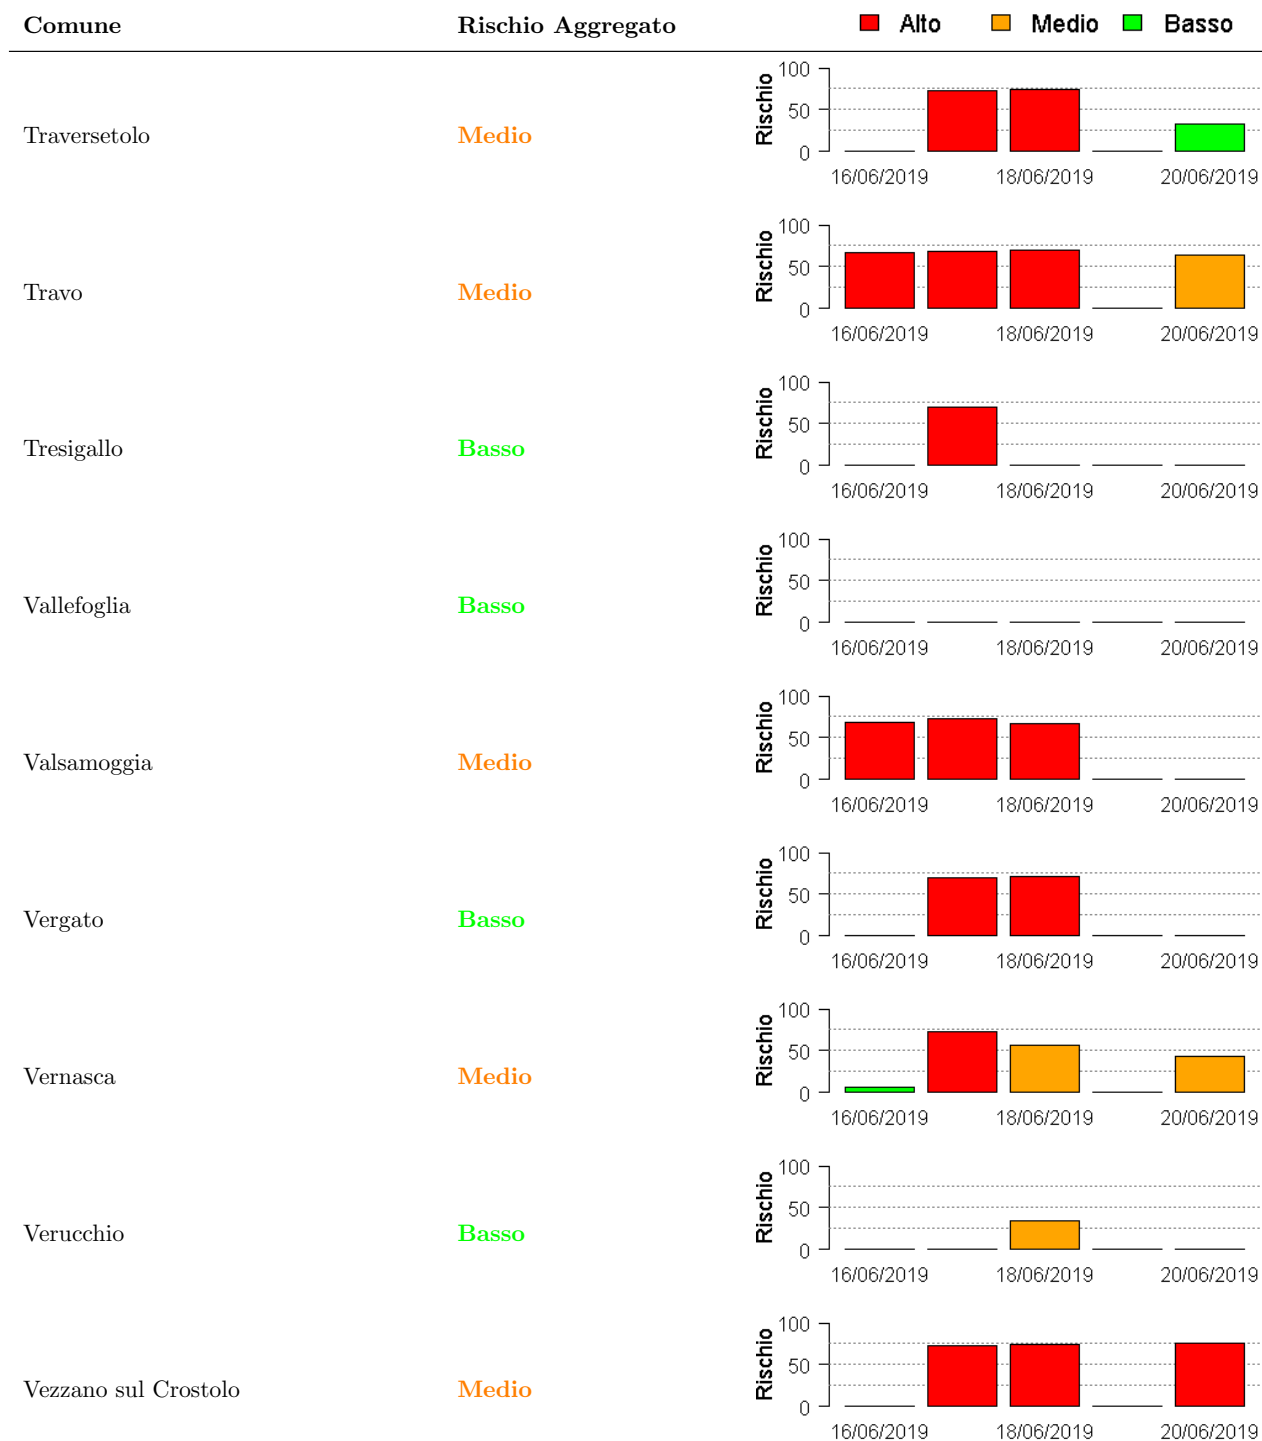 Comune Rischio Aggregato Alto Medio Basso
Traversetolo Medio
Rischio
100
50
0
16/06/2019 18/06/2019 20/06/2019
Travo Medio
Rischio
100
50
0
16/06/2019 18/06/2019 20/06/2019
Tresigallo Basso
Rischio
100
50
0
16/06/2019 18/06/2019 20/06/2019
Vallefoglia Basso
Rischio
100
50
0
16/06/2019 18/06/2019 20/06/2019
Valsamoggia Medio
Rischio
100
50
0
16/06/2019 18/06/2019 20/06/2019
Vergato Basso
Rischio
100
50
0
16/06/2019 18/06/2019 20/06/2019
Vernasca Medio
Rischio
100
50
0
16/06/2019 18/06/2019 20/06/2019
Verucchio Basso
Rischio
100
50
0
16/06/2019 18/06/2019 20/06/2019
Vezzano sul Crostolo Medio
Rischio
100
50
0
16/06/2019 18/06/2019 20/06/2019